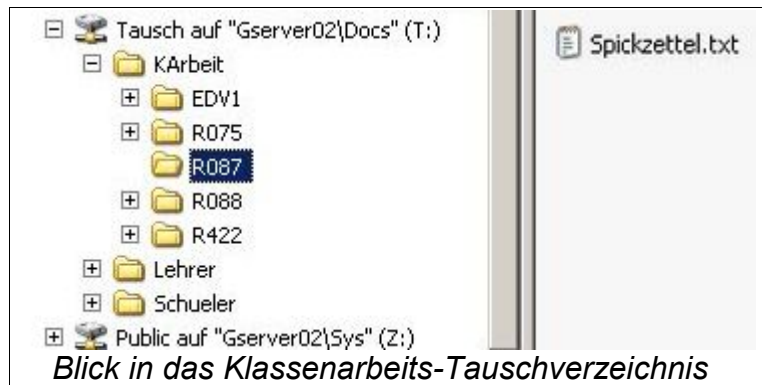 Tausch auf "Gserver02\Docs" (T:)
KArbeit
EDV1
R075
R087
R088
R422
Lehrer
Schueler
Public auf "Gserver02\Sys" (Z:)
Spickzettel.txt
Blick in das Klassenarbeits-Tauschverzeichnis